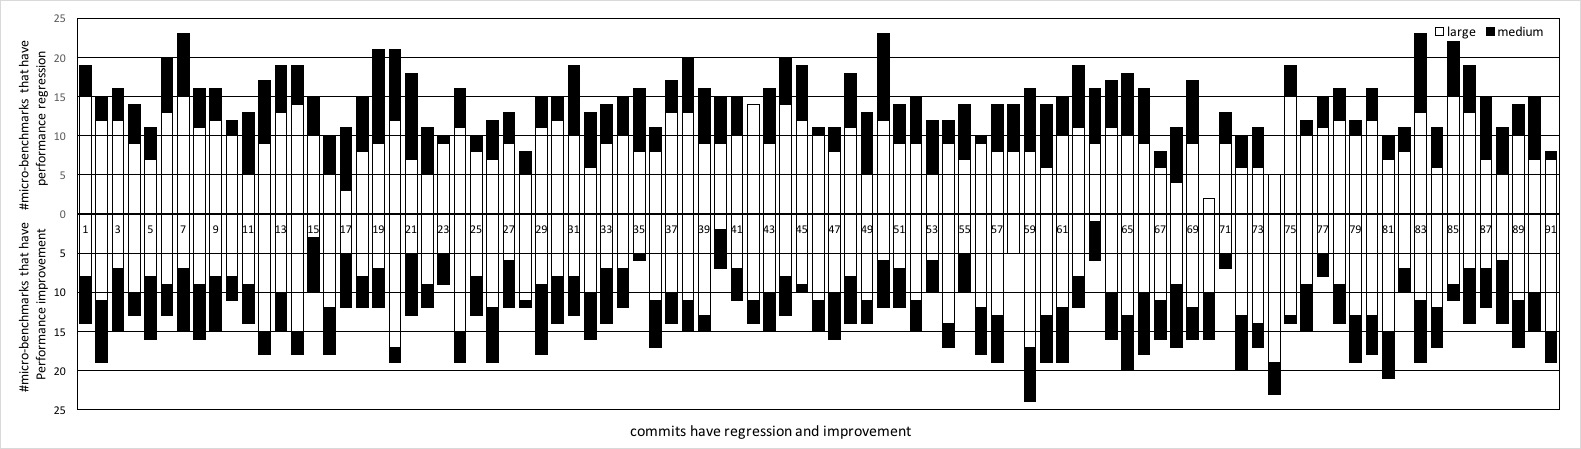 25
large medium
20
15
10
5
0
#micro-benchmarks that have
performance regression
1 3 5 7 9 11 13 15 17 19 21 23 25 27 29 31 33 35 37 39 41 43 45 47 49 51 53 55 57 59 61 63 65 67 69 71 73 75 77 79 81 83 85 87 89 91
5
10
15
20
25
#micro-benchmarks that have
Performance improvement
commits have regression and improvement